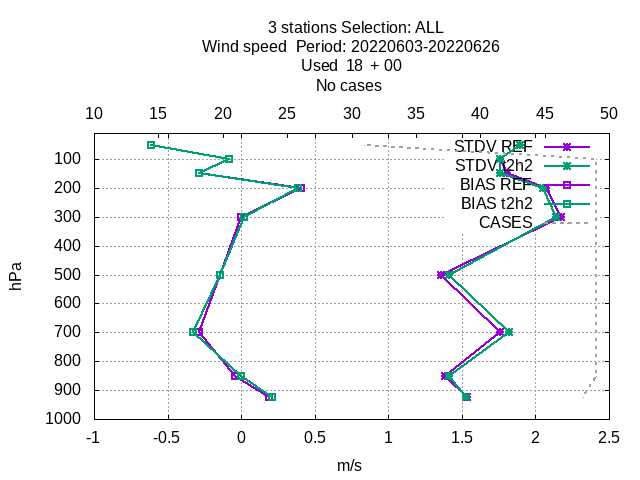 3 stations Selection: ALL
Wind speed  Period: 20220603-20220626
Used  18  + 00
No cases
10 15 20 25 30 35 40 45 50
STDV REF
100
STDV t2h2
200
BIAS REF
BIAS t2h2
300
CASES
400
hPa
500
600
700
800
900
1000
-1 -0.5 0 0.5 1 1.5 2 2.5
m/s